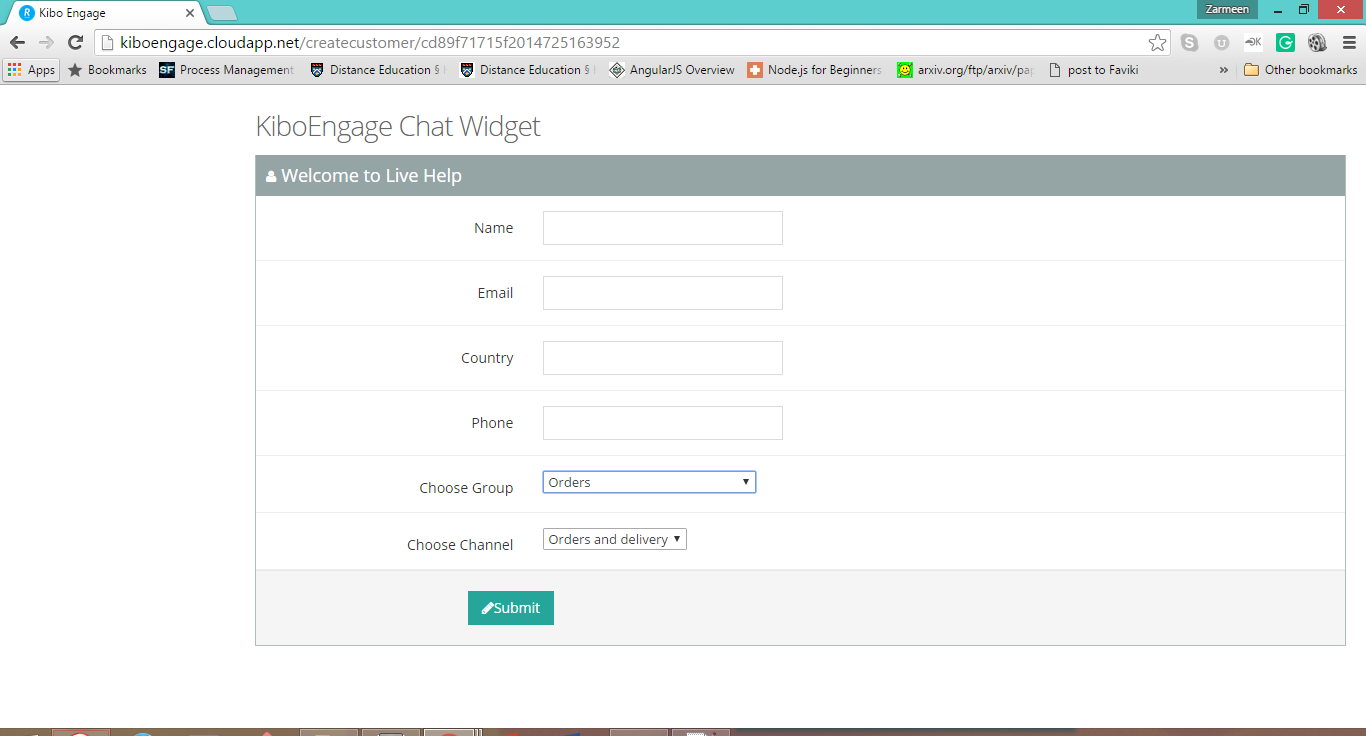 Kibo Engage
Zarmeen
kiboengage.cloudapp.net/createcustomer/cd89f71715f2014725163952
Apps Bookmarks SF Process Management Distance Education § Distance Education § AngularJS Overview Node.js for Beginners arxiv.org/ftp/arxiv/pap post to Faviki » Other bookmarks
KiboEngage Chat Widget
Welcome to Live Help
Name
Email
Country
Phone
Choose Group Orders
Choose Channel Orders and delivery
Submit